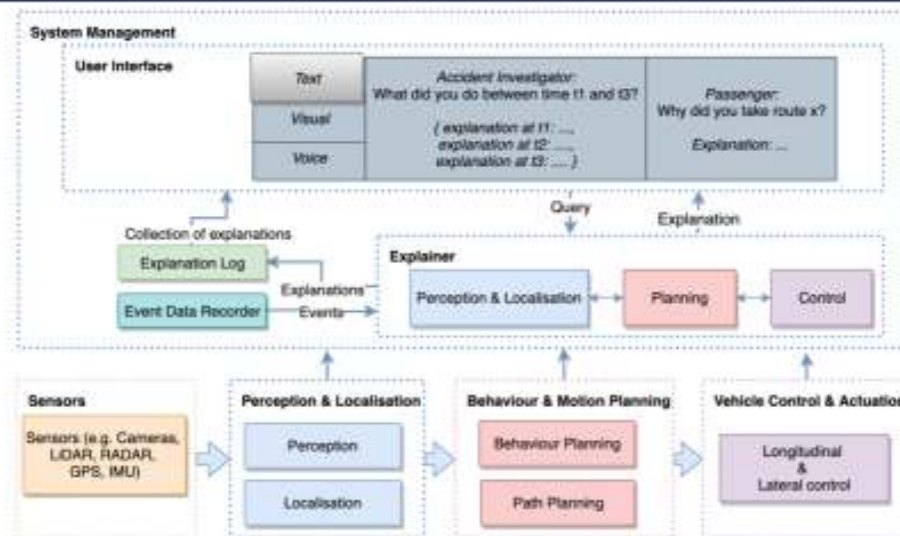 System Management
User Interface
Text
Visual
Voice
Accident Investigator:
What did you do between time t1 and t3?
{ explanation at t1: ...,
explanation at t2: ....,
explanation at t3: .... }
Passenger:
Why did you take route x?
Explanation: ...
Query
Explanation
Collection of explanations
Explanation Log
Explanations
Event Data Recorder
Events
Explainer
Perception & Localisation
Planning
Control
Sensors
Sensors (e.g. Cameras,
LiDAR, RADAR,
GPS, IMU)
Perception & Localisation
Perception
Localisation
Behaviour & Motion Planning
Behaviour Planning
Path Planning
Vehicle Control & Actuation
Longitudinal
&
Lateral control